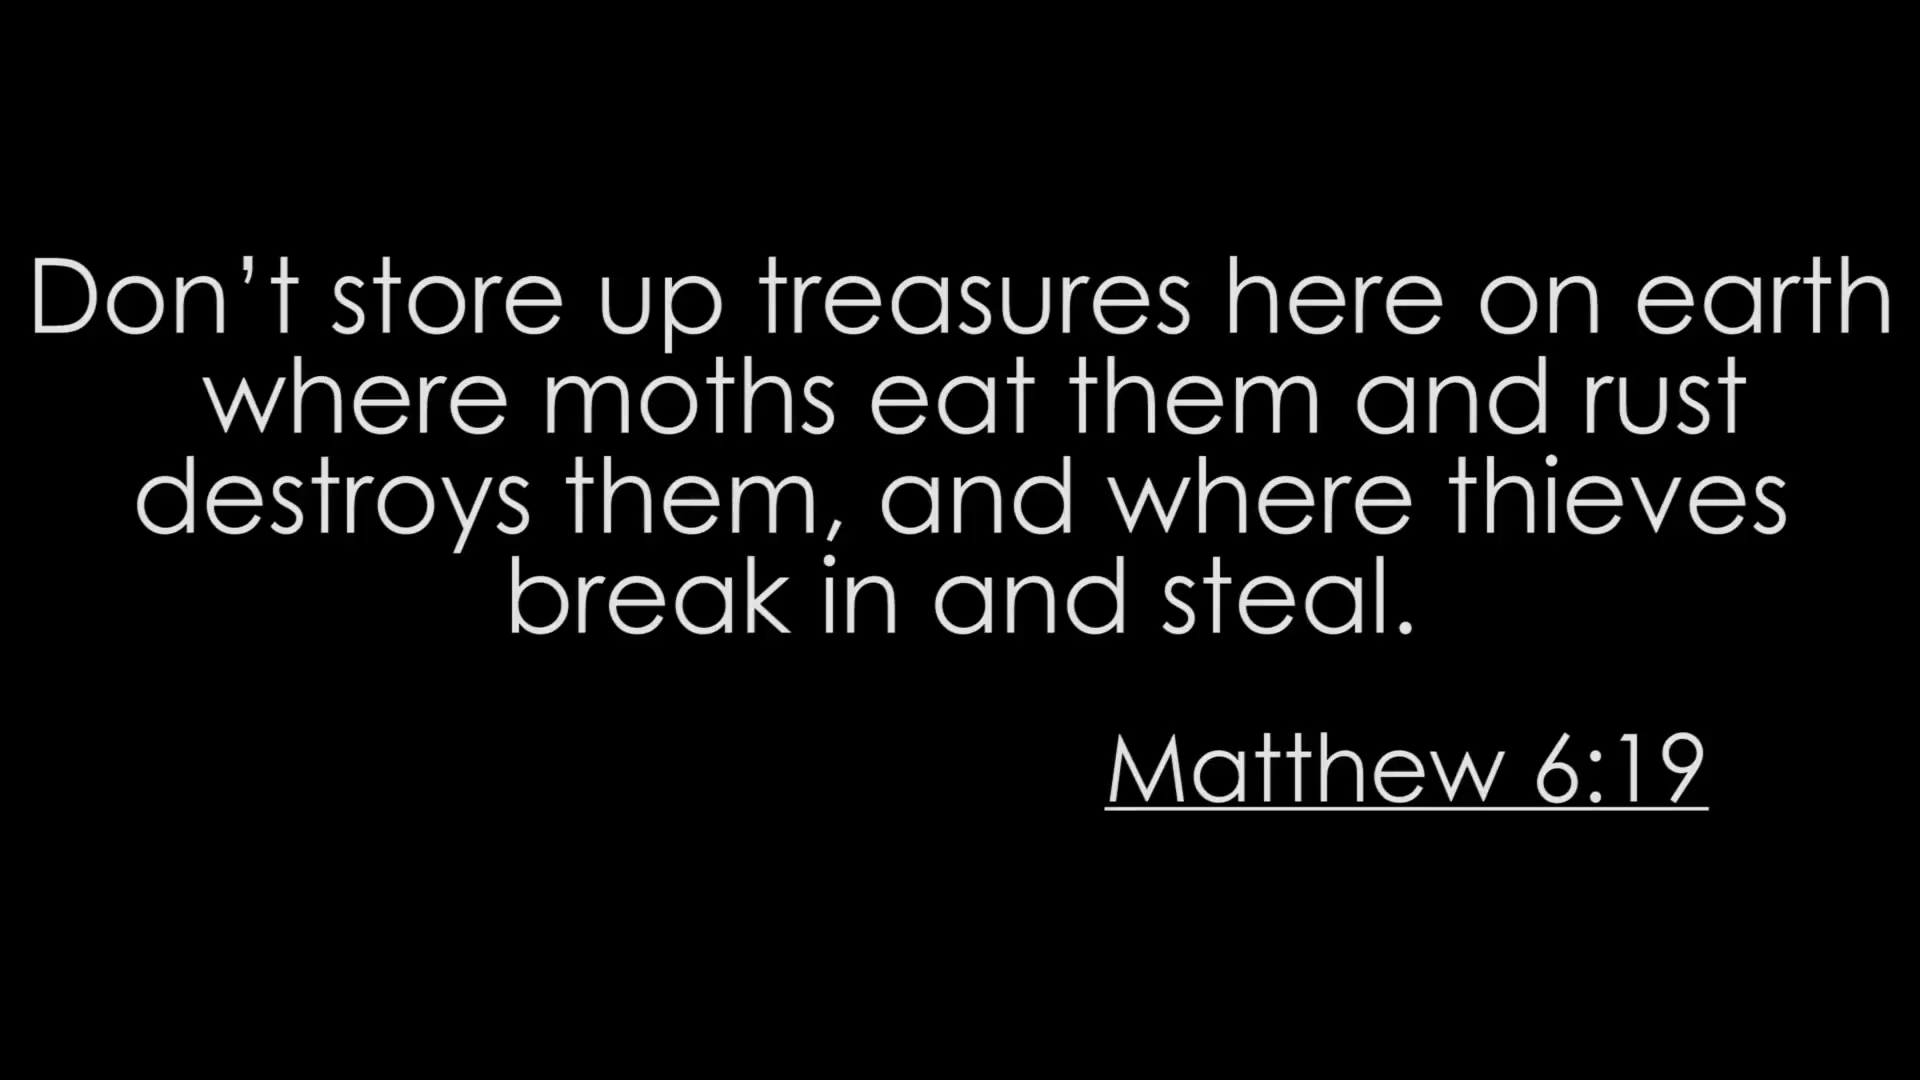 Don’t store up treasures here on earth
where moths eat them and rust
destroys them, and where thieves
break in and steal.
Matthew 6:19